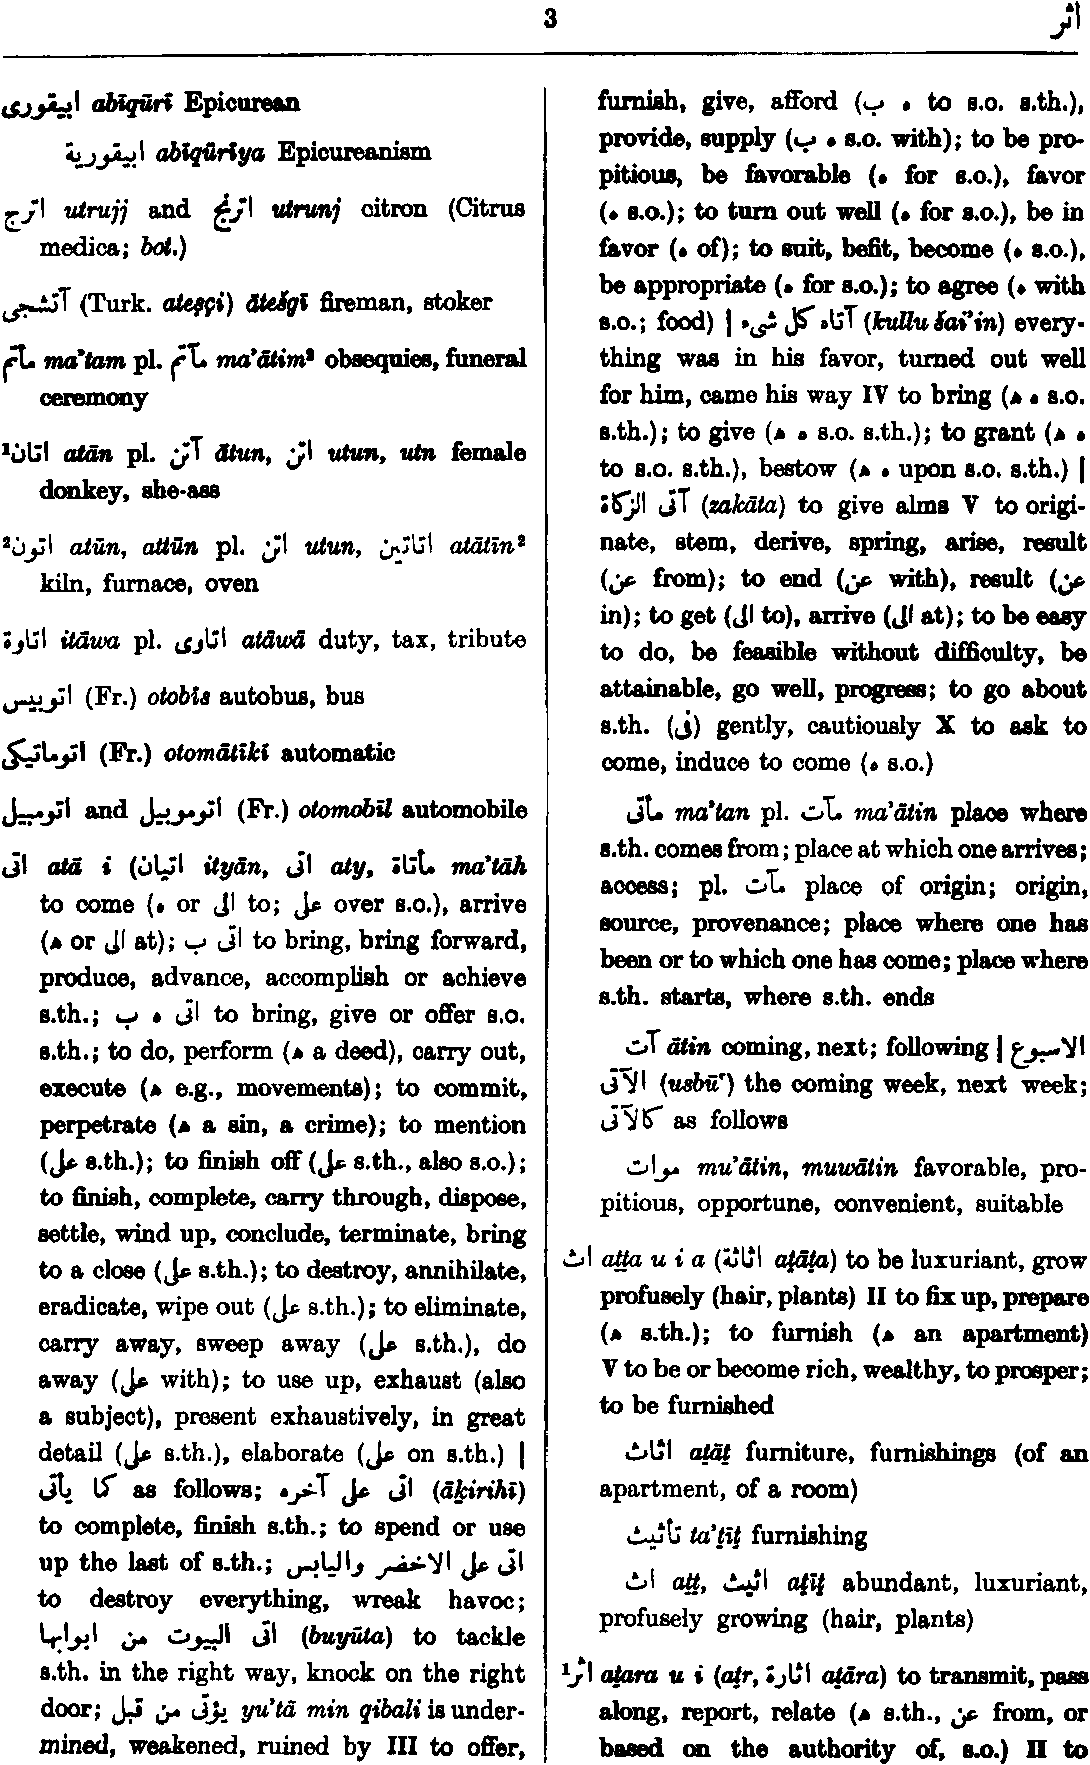 3
اثر
ابيقورى abīqūrī Epicurean
ابيقورية abīqūrīya Epicureanism
اترج utrujj and اترنج utrunj citron (Citrus
medica; bot.)
آتشجى (Turk. ateşçi) ātešgī fireman, stoker
مأتم ma’tam pl. مآتم ma’ātim² obsequies, funeral
ceremony
اتان¹ atān pl. آتن ātun, اتن utun, utn female
donkey, she-ass
اتون² atūn, attūn pl. اتن utun, اتاتين atātīn²
kiln, furnace, oven
اتاوة itāwa pl. اتاوى atāwā duty, tax, tribute
اتوبيس (Fr.) otobīs autobus, bus
اتوماتيكى (Fr.) otomātīkī automatic
اتومبيل and اتوموبيل (Fr.) otomobīl automobile
اتى atā i (اتيان ityān, اتى aty, مأتاة ma’tāh
to come (ه or الى to; على over s.o.), arrive
(ھ or الى at); اتى ب to bring, bring forward,
produce, advance, accomplish or achieve
s.th.; اتى ه ب to bring, give or offer s.o.
s.th.; to do, perform (ھ a deed), carry out,
execute (ھ e.g., movements); to commit,
perpetrate (ھ a sin, a crime); to mention
(على s.th.); to finish off (على s.th., also s.o.);
to finish, complete, carry through, dispose,
settle, wind up, conclude, terminate, bring
to a close (على s.th.); to destroy, annihilate,
eradicate, wipe out (على s.th.); to eliminate,
carry away, sweep away (على s.th.), do
away (على with); to use up, exhaust (also
a subject), present exhaustively, in great
detail (على s.th.), elaborate (على on s.th.) |
كما يأتى as follows; اتى على آخره (āḵirihī)
to complete, finish s.th.; to spend or use
up the last of s.th.; اتى على الاخضر واليابس
to destroy everything, wreak havoc;
اتى البيوت من ابوابها (buyūta) to tackle
s.th. in the right way, knock on the right
door; يؤتى من قبل yu’tā min qibali is under-
mined, weakened, ruined by III to offer,
furnish, give, afford (ه ب to s.o. s.th.),
provide, supply (ه ب s.o. with); to be pro-
pitious, be favorable (ه for s.o.), favor
(ه s.o.); to turn out well (ه for s.o.), be in
favor (ه of); to suit, befit, become (ه s.o.),
be appropriate (ه for s.o.); to agree (ه with
s.o.; food) | آتاه كل شىء (kullu šai’in) every-
thing was in his favor, turned out well
for him, came his way IV to bring (ه ھ s.o.
s.th.); to give (ه ھ s.o. s.th.); to grant (ه ھ
to s.o. s.th.), bestow (ه ھ upon s.o. s.th.) |
آتى الزكاة (zakāta) to give alms V to origi-
nate, stem, derive, spring, arise, result
(عن from); to end (عن with), result (عن
in); to get (الى to), arrive (الى at); to be easy
to do, be feasible without difficulty, be
attainable, go well, progress; to go about
s.th. (فى) gently, cautiously X to ask to
come, induce to come (ه s.o.)
مأتى ma’tan pl. مآت ma’ātin place where
s.th. comes from; place at which one arrives;
access; pl. مآت place of origin; origin,
source, provenance; place where one has
been or to which one has come; place where
s.th. starts, where s.th. ends
آت ātin coming, next; following | الاسبوع
الآتى (usbū‘) the coming week, next week;
كالآتى as follows
موات mu’ātin, muwātin favorable, pro-
pitious, opportune, convenient, suitable
اث aṯṯa u i a (اثاثة aṯāṯa) to be luxuriant, grow
profusely (hair, plants) II to fix up, prepare
(ھ s.th.); to furnish (ھ an apartment)
V to be or become rich, wealthy, to prosper;
to be furnished
اثاث aṯāṯ furniture, furnishings (of an
apartment, of a room)
تأثيث ta’ṯīṯ furnishing
اث aṯṯ, اثيث aṯīṯ abundant, luxuriant,
profusely growing (hair, plants)
اثر¹ aṯara u i (aṯr, اثارة aṯāra) to transmit, pass
along, report, relate (ھ s.th., عن from, or
based on the authority of, s.o.) II to